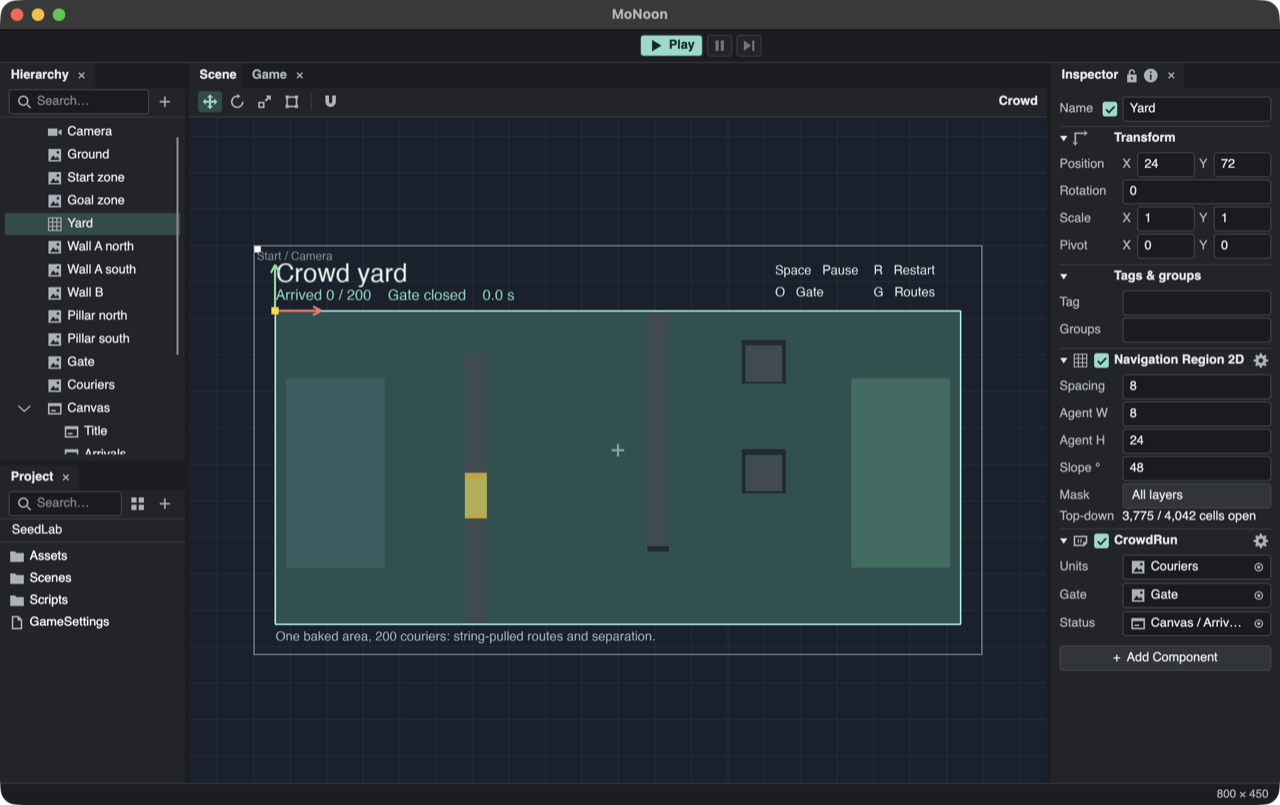 MoNoon
Play
Hierarchy
Search...
Camera
Ground
Start zone
Goal zone
Yard
Wall A north
Wall A south
Wall B
Pillar north
Pillar south
Gate
Couriers
Canvas
Title
Arrivals
Project
Search...
SeedLab
Assets
Scenes
Scripts
GameSettings
Scene Game
Crowd
Start / Camera
Crowd yard
Arrived 0 / 200 Gate closed 0.0 s
Space Pause R Restart
O Gate G Routes
One baked area, 200 couriers: string-pulled routes and separation.
Inspector
Name Yard
Transform
Position X 24 Y 72
Rotation 0
Scale X 1 Y 1
Pivot X 0 Y 0
Tags & groups
Tag
Groups
Navigation Region 2D
Spacing 8
Agent W 8
Agent H 24
Slope ° 48
Mask All layers
Top-down 3,775 / 4,042 cells open
CrowdRun
Units Couriers
Gate Gate
Status Canvas / Arriv...
+ Add Component
800 × 450